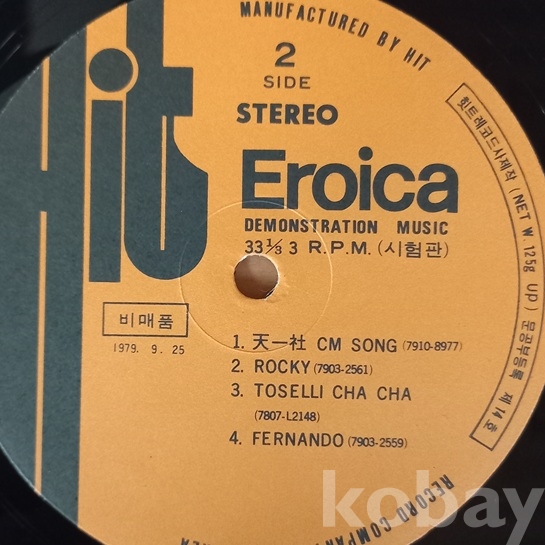 MANUFACTURED BY HIT
Hit
2
SIDE
STEREO
Eroica
DEMONSTRATION MUSIC
33⅓ 3 R.P.M. (시험판)
비매품
1979. 9. 25
1. 天一社 CM SONG (7910-8977)
2. ROCKY (7903-2561)
3. TOSELLI CHA CHA
(7807-L2148)
4. FERNANDO (7903-2559)
힛트레코드사제작 (NET W. 125g UP) 문공부등록 제14호
RECORD COMPAN
kobay